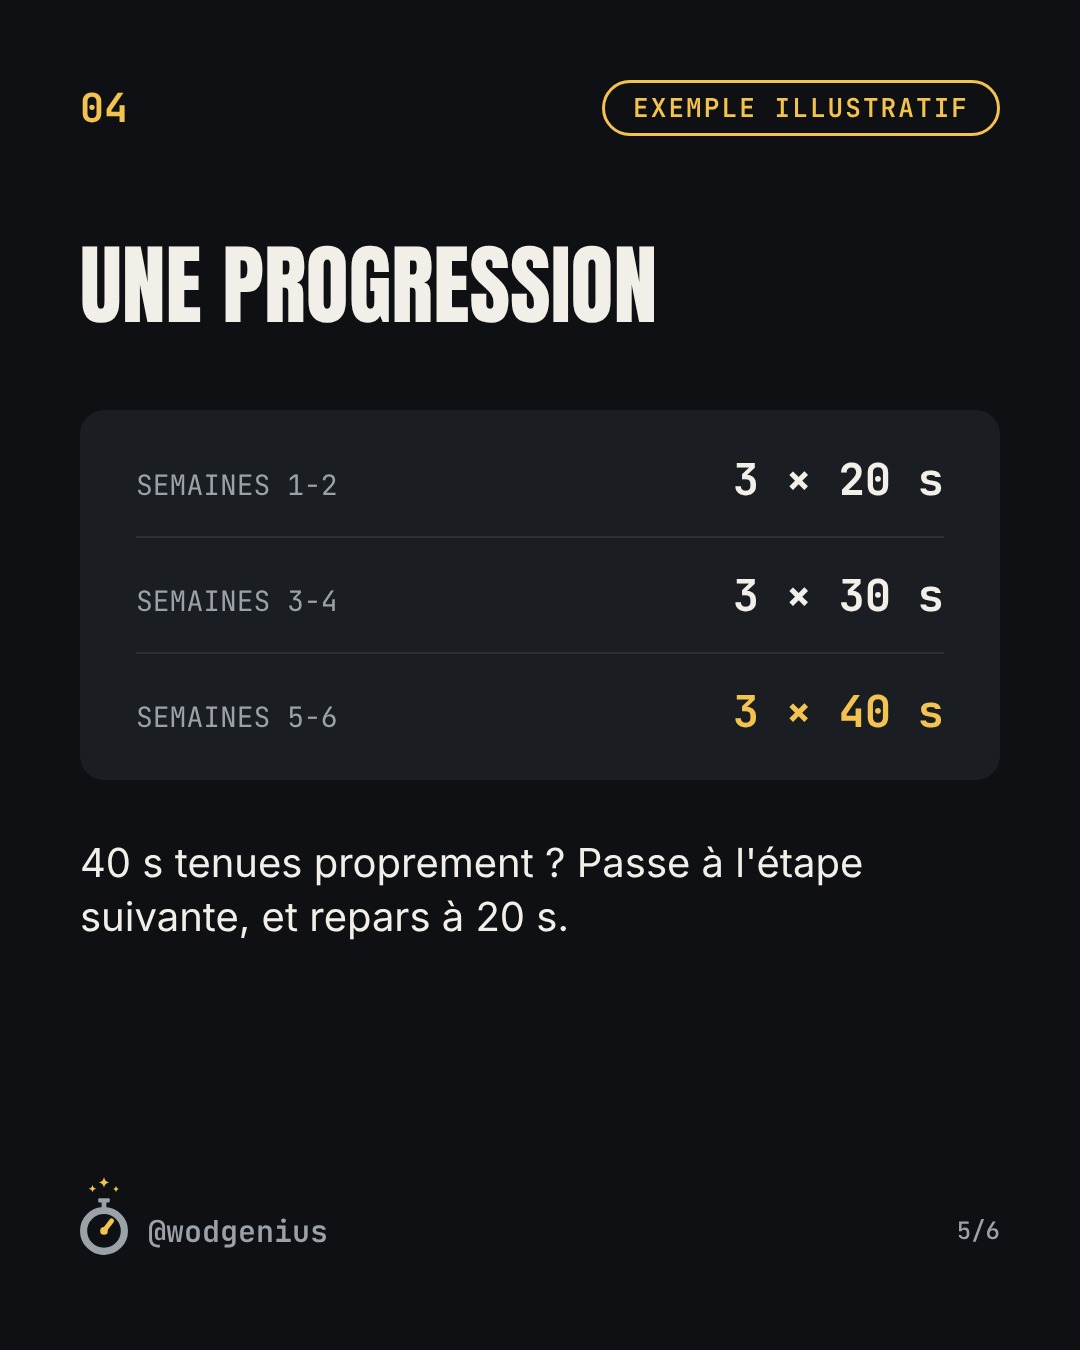 04
EXEMPLE ILLUSTRATIF
UNE PROGRESSION
SEMAINES 1-2
3 × 20 s
SEMAINES 3-4
3 × 30 s
SEMAINES 5-6
3 × 40 s
40 s tenues proprement ? Passe à l'étape
suivante, et repars à 20 s.
@wodgenius
5/6